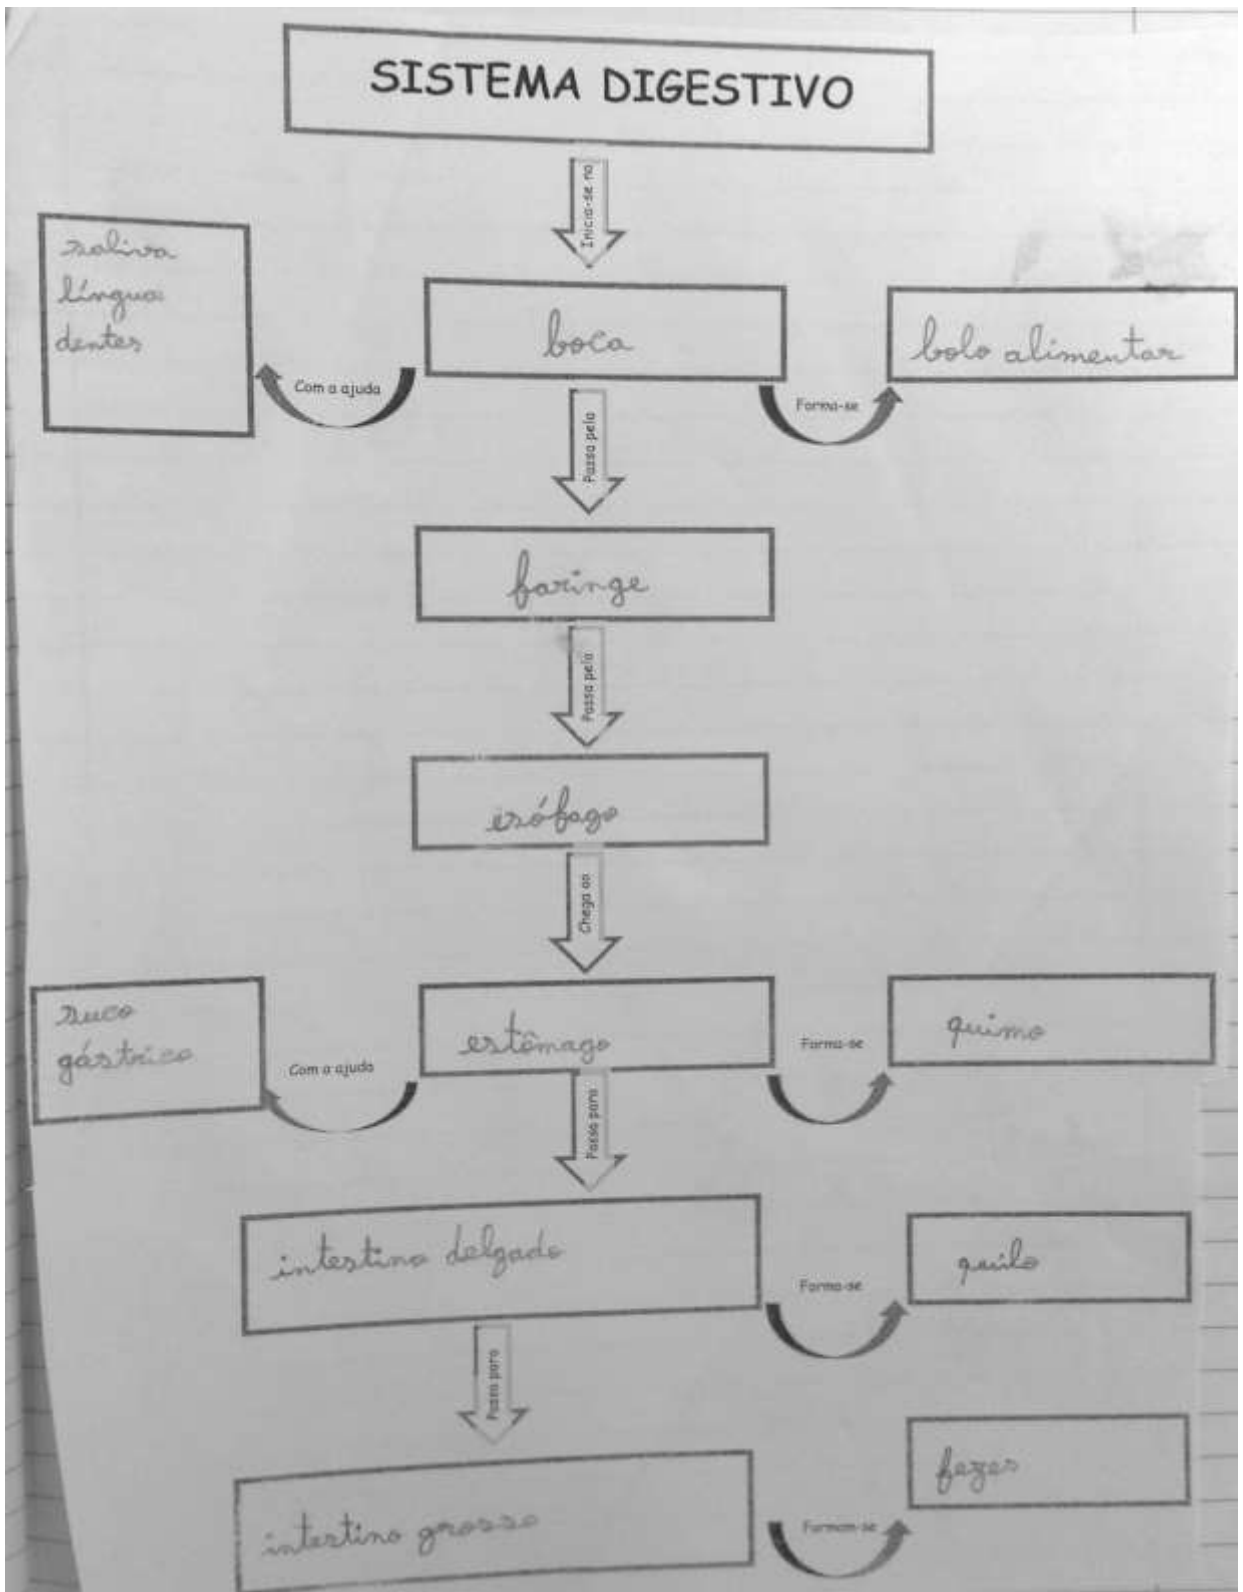 SISTEMA DIGESTIVO
Inicia-se na
saliva
língua
dentes
Com a ajuda
boca
Forma-se
bolo alimentar
Passa pela
faringe
Passa pelo
esófago
Chega ao
suco
gástrico
Com a ajuda
estômago
Forma-se
quimo
Passa para
intestino delgado
Forma-se
quilo
Passa para
intestino grosso
Formam-se
fezes